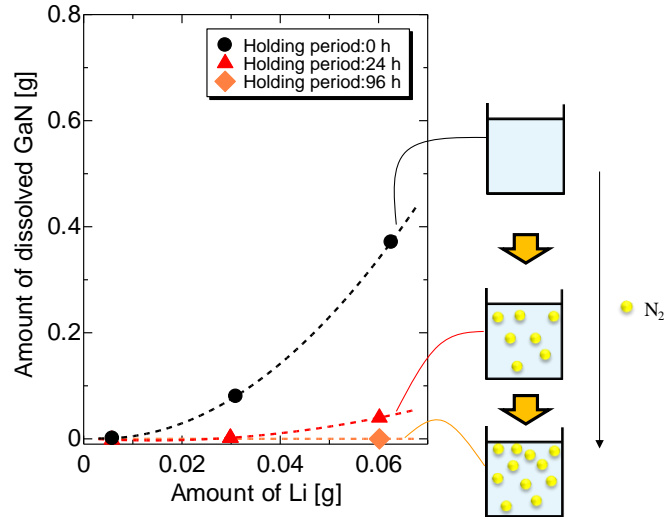 0.8
Holding period:0 h
Holding period:24 h
Holding period:96 h
0.6
0.4
0.2
0
Amount of dissolved GaN [g]
0 0.02 0.04 0.06
Amount of Li [g]
N₂